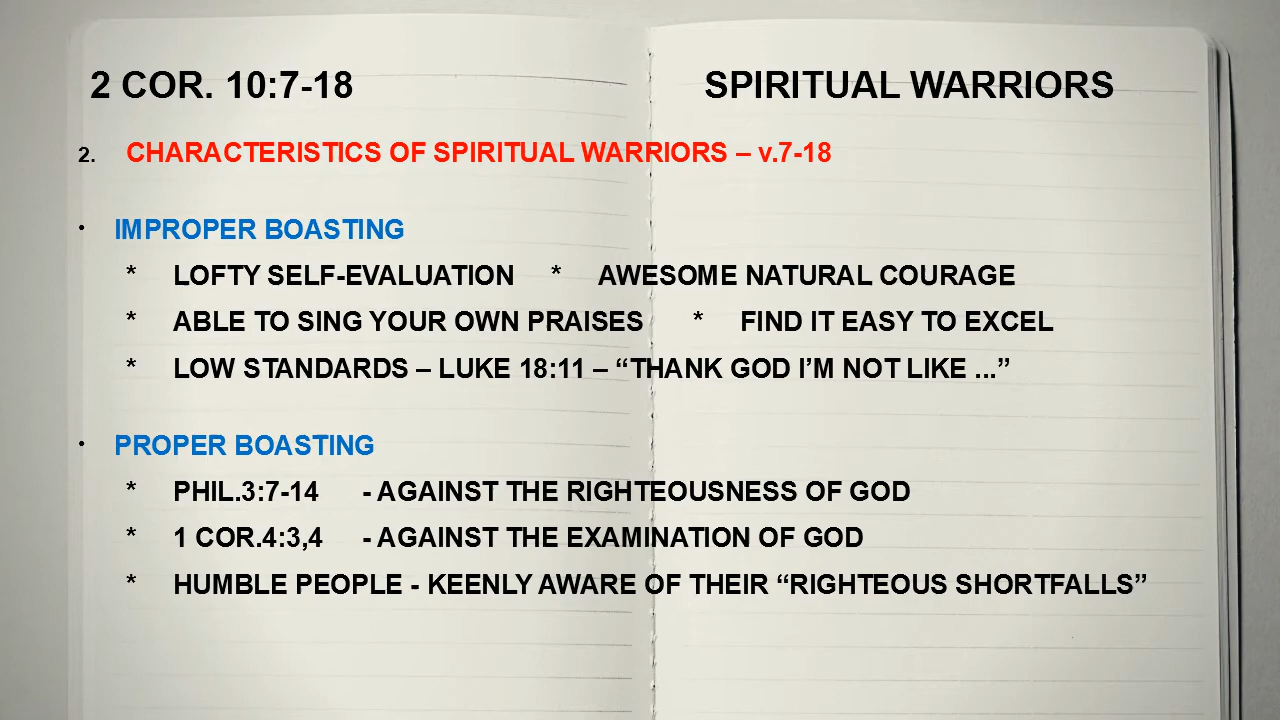 2 COR. 10:7-18 SPIRITUAL WARRIORS
2. CHARACTERISTICS OF SPIRITUAL WARRIORS – v.7-18
· IMPROPER BOASTING
* LOFTY SELF-EVALUATION * AWESOME NATURAL COURAGE
* ABLE TO SING YOUR OWN PRAISES * FIND IT EASY TO EXCEL
* LOW STANDARDS – LUKE 18:11 – “THANK GOD I’M NOT LIKE ...”
· PROPER BOASTING
* PHIL.3:7-14 - AGAINST THE RIGHTEOUSNESS OF GOD
* 1 COR.4:3,4 - AGAINST THE EXAMINATION OF GOD
* HUMBLE PEOPLE - KEENLY AWARE OF THEIR “RIGHTEOUS SHORTFALLS”